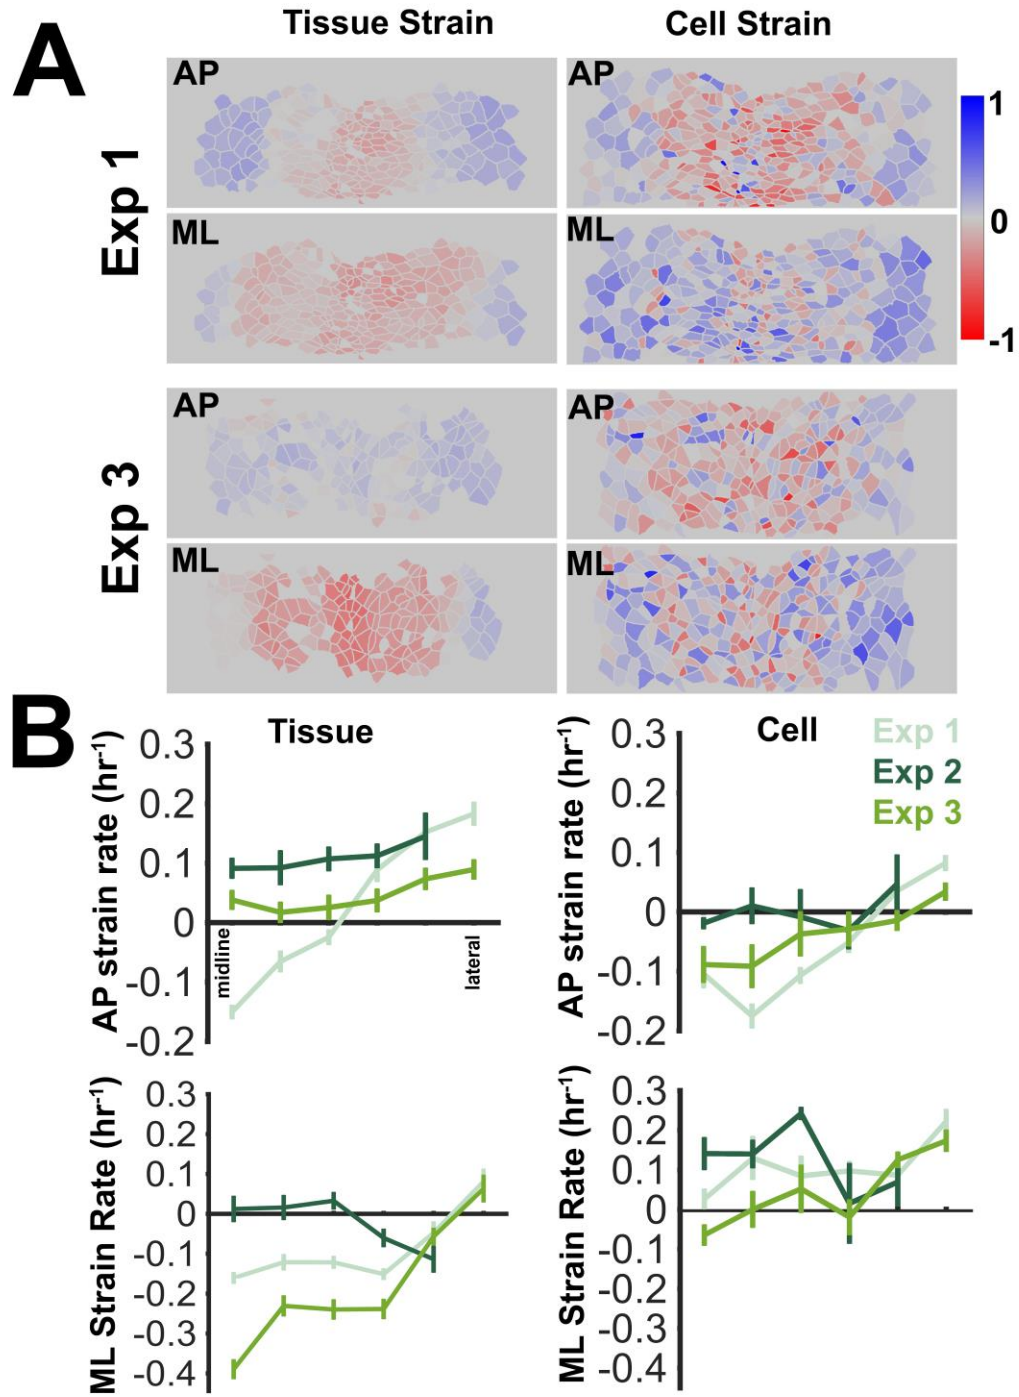 A
Tissue Strain
Cell Strain
Exp 1
AP
AP
ML
ML
1
0
-1
Exp 3
AP
AP
ML
ML
B
Tissue
Cell
Exp 1
Exp 2
Exp 3
AP strain rate (hr⁻¹)
0.3
0.2
0.1
0
-0.1
-0.2
midline
lateral
AP strain rate (hr⁻¹)
0.3
0.2
0.1
0
-0.1
-0.2
ML Strain Rate (hr⁻¹)
0.3
0.2
0.1
0
-0.1
-0.2
-0.3
-0.4
ML Strain Rate (hr⁻¹)
0.3
0.2
0.1
0
-0.1
-0.2
-0.3
-0.4